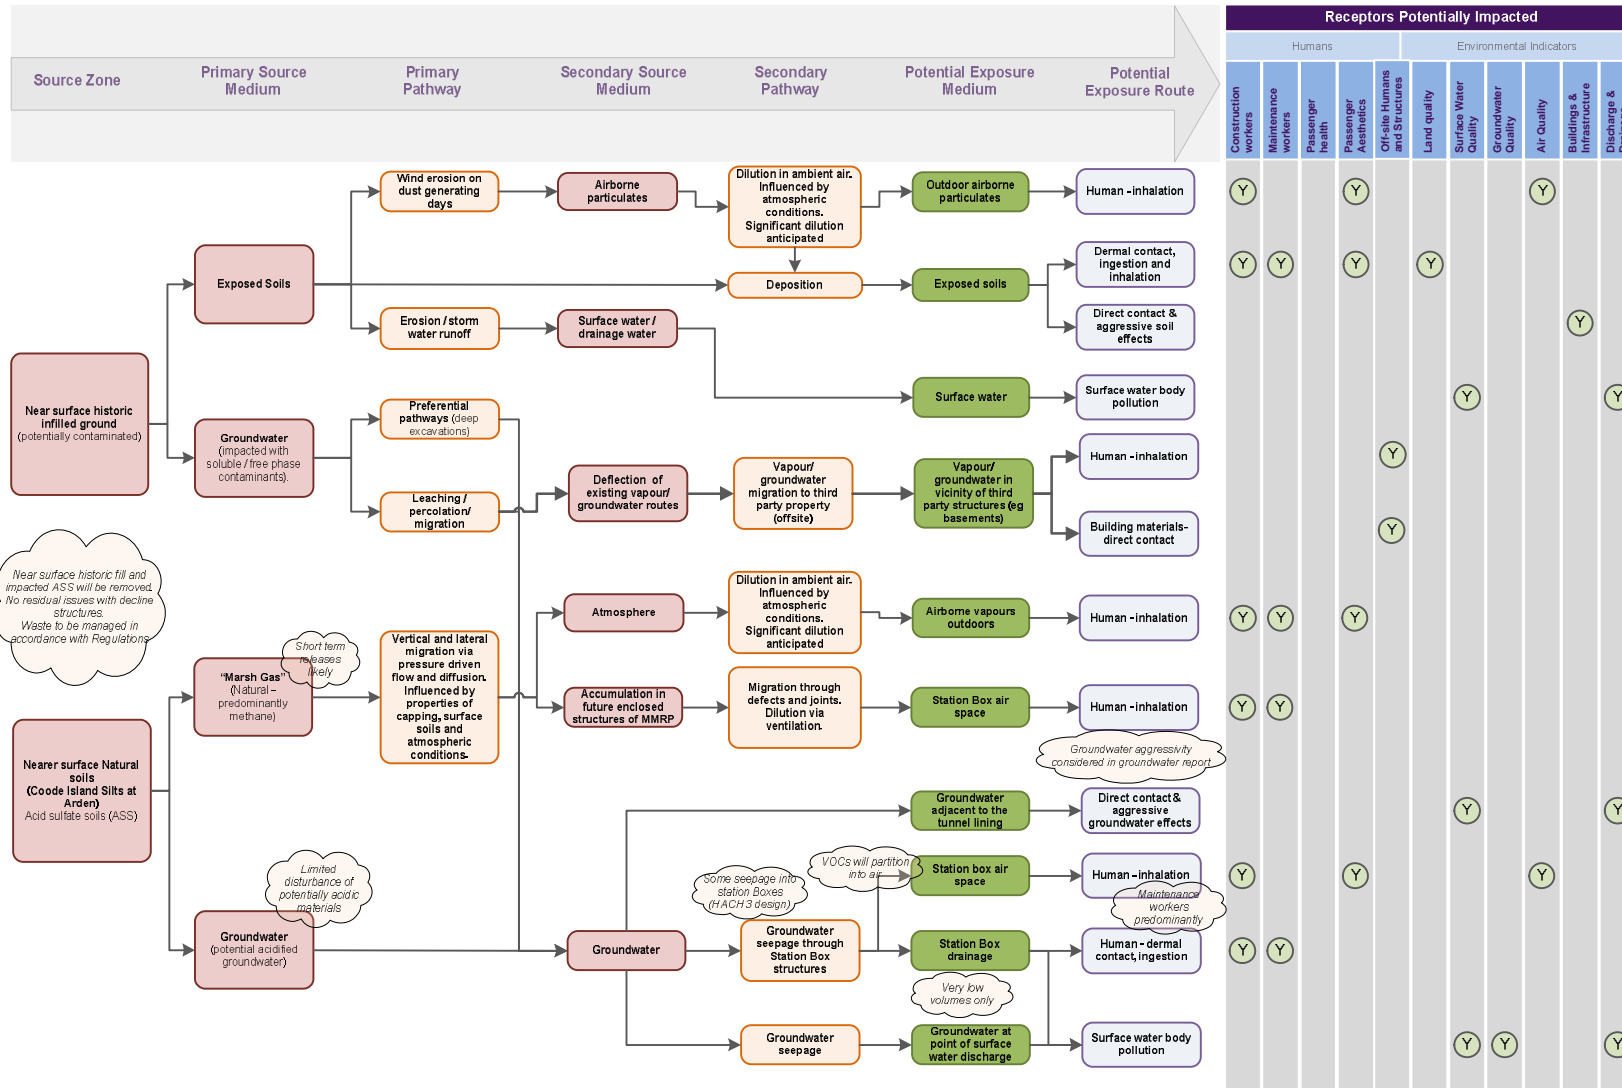 Receptors Potentially Impacted
Humans
Environmental Indicators
Source Zone
Primary Source
Medium
Primary
Pathway
Secondary Source
Medium
Secondary
Pathway
Potential Exposure
Medium
Potential
Exposure Route
Construction
workers
Maintenance
workers
Passenger
health
Passenger
Aesthetics
Off-site Humans
and Structures
Land quality
Surface Water
Quality
Groundwater
Quality
Air Quality
Buildings &
Infrastructure
Discharge &
Wind erosion on
dust generating
days
Airborne
particulates
Dilution in ambient air.
Influenced by
atmospheric
conditions.
Significant dilution
anticipated
Outdoor airborne
particulates
Human -inhalation
Y
Y
Y
Exposed Soils
Deposition
Exposed soils
Dermal contact,
ingestion and
inhalation
Y
Y
Y
Y
Direct contact &
aggressive soil
effects
Y
Erosion / storm
water runoff
Surface water /
drainage water
Surface water
Surface water body
pollution
Y
Y
Near surface historic
infilled ground
(potentially contaminated)
Groundwater
(impacted with
soluble / free phase
contaminants).
Preferential
pathways (deep
excavations)
Leaching /
percolation/
migration
Deflection of
existing vapour/
groundwater routes
Vapour/
groundwater
migration to third
party property
(offsite)
Vapour/
groundwater in
vicinity of third
party structures (eg
basements)
Human -inhalation
Y
Building materials-
direct contact
Y
Near surface historic fill and
impacted ASS will be removed.
No residual issues with decline
structures.
Waste to be managed in
accordance with Regulations
Atmosphere
Dilution in ambient air.
Influenced by
atmospheric
conditions.
Significant dilution
anticipated
Airborne vapours
outdoors
Human -inhalation
Y
Y
Y
Short term
releases
likely
"Marsh Gas"
(Natural –
predominantly
methane)
Vertical and lateral
migration via
pressure driven
flow and diffusion.
Influenced by
properties of
capping, surface
soils and
atmospheric
conditions.
Accumulation in
future enclosed
structures of MMRP
Migration through
defects and joints.
Dilution via
ventilation.
Station Box air
space
Human -inhalation
Y
Y
Groundwater aggressivity
considered in groundwater report
Nearer surface Natural
soils
(Coode Island Silts at
Arden)
Acid sulfate soils (ASS)
Groundwater
adjacent to the
tunnel lining
Direct contact &
aggressive
groundwater effects
Y
Y
Limited
disturbance of
potentially acidic
materials
Some seepage into
station Boxes
(HACH 3 design)
VOCs will partition
into air
Station box air
space
Human –inhalation
Y
Y
Y
Maintenance
workers
predominantly
Groundwater
(potential acidified
groundwater)
Groundwater
Groundwater
seepage through
Station Box
structures
Station Box
drainage
Human - dermal
contact, ingestion
Y
Y
Very low
volumes only
Groundwater
seepage
Groundwater at
point of surface
water discharge
Surface water body
pollution
Y
Y
Y